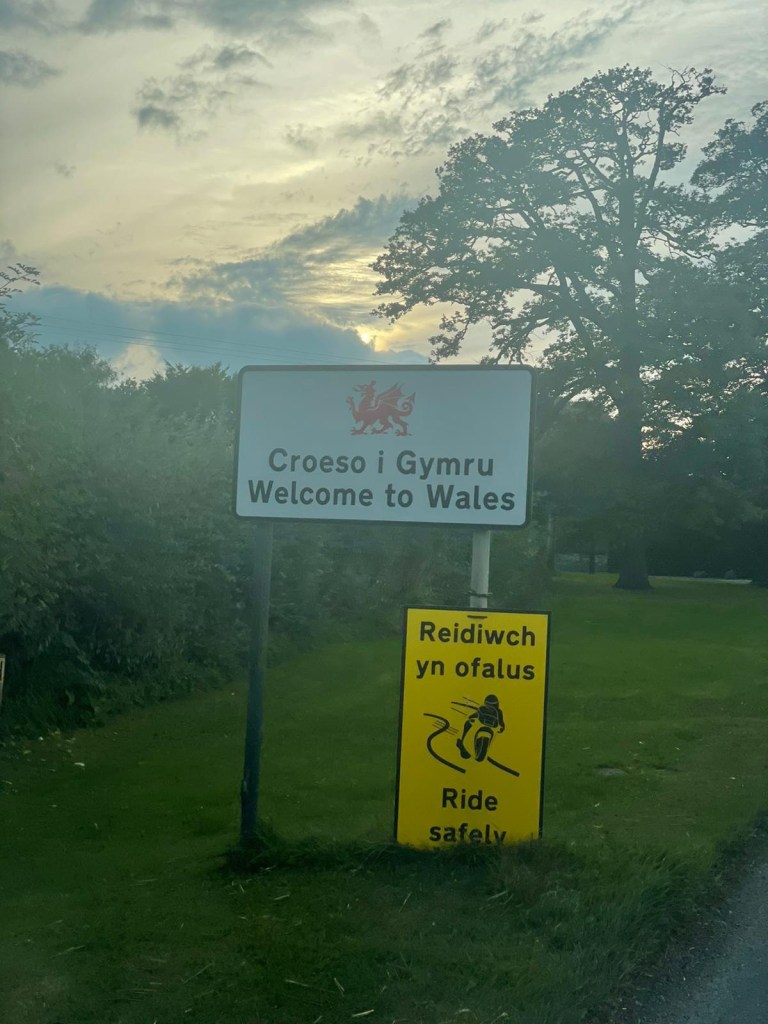 Croeso i Gymru
Welcome to Wales
Reidiwch
yn ofalus
Ride
safely